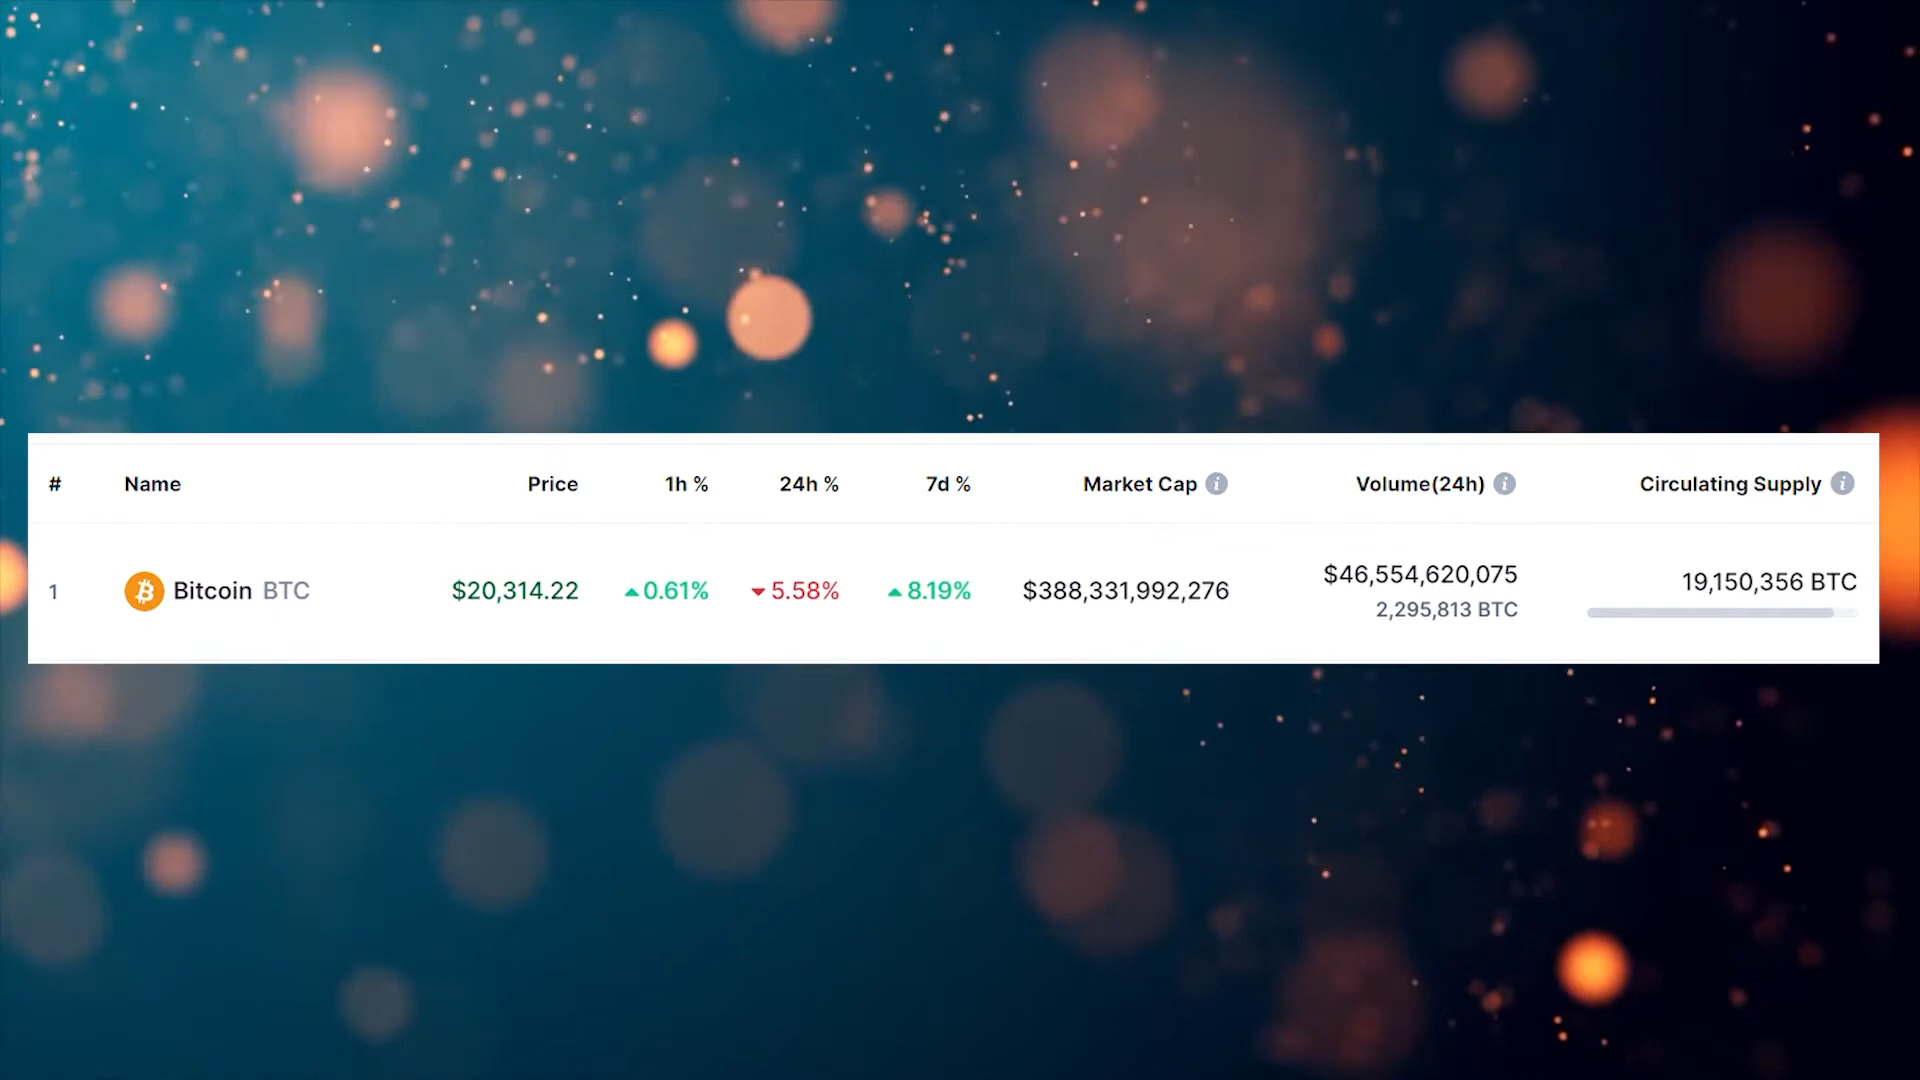 # Name Price 1h % 24h % 7d % Market Cap Volume(24h) Circulating Supply
1 Bitcoin BTC $20,314.22 0.61% 5.58% 8.19% $388,331,992,276 $46,554,620,075 19,150,356 BTC
2,295,813 BTC